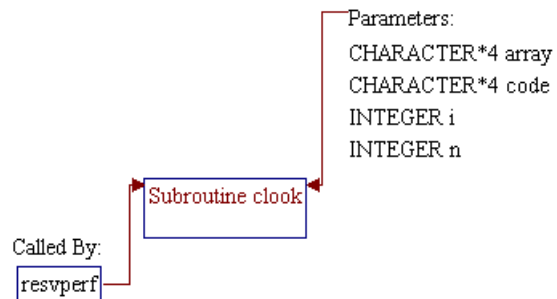 Parameters:
CHARACTER*4 array
CHARACTER*4 code
INTEGER i
INTEGER n
Subroutine clook
Called By:
resvperf